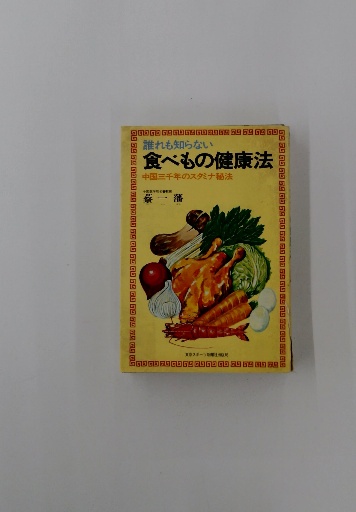 誰れも知らない
食べもの健康法
中国三千年のスタミナ秘法
蔡一藩